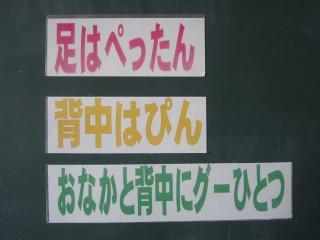 足はぺったん
背中はぴん
おなかと背中にグーひとつ